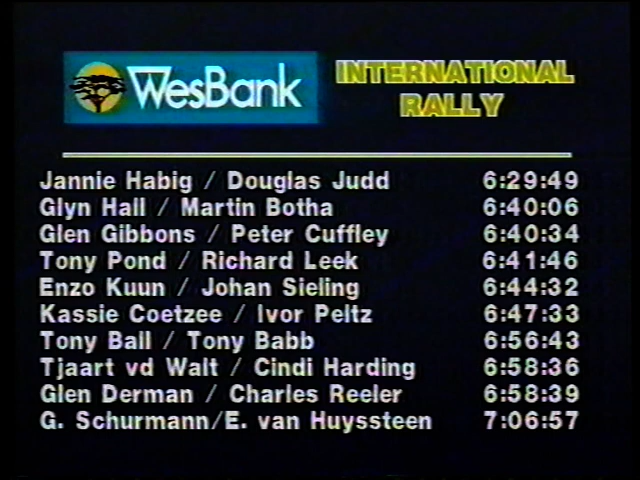 WesBank
INTERNATIONAL
RALLY
Jannie Habig / Douglas Judd 6:29:49
Glyn Hall / Martin Botha 6:40:06
Glen Gibbons / Peter Cuffley 6:40:34
Tony Pond / Richard Leek 6:41:46
Enzo Kuun / Johan Sieling 6:44:32
Kassie Coetzee / Ivor Peltz 6:47:33
Tony Ball / Tony Babb 6:56:43
Tjaart vd Walt / Cindi Harding 6:58:36
Glen Derman / Charles Reeler 6:58:39
G. Schurmann/E. van Huyssteen 7:06:57